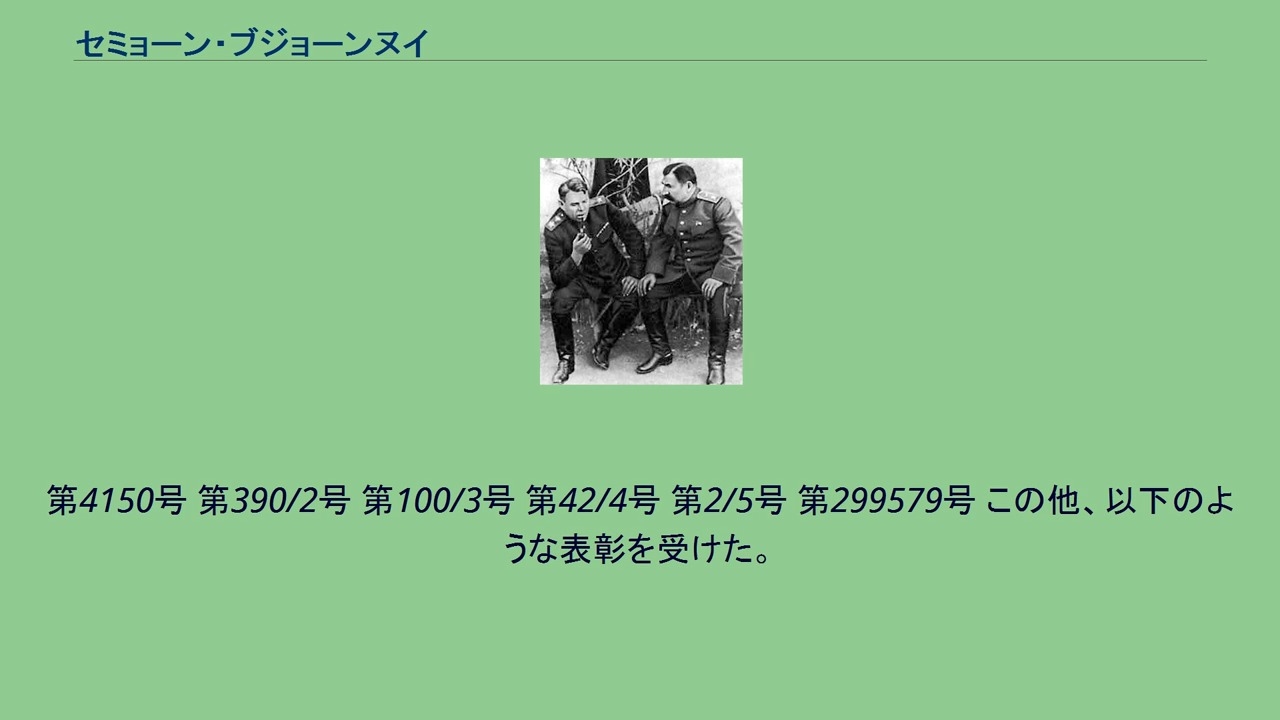 セミョーン・ブジョーンヌイ
第4150号 第390/2号 第100/3号 第42/4号 第2/5号 第299579号 この他、以下のよ
うな表彰を受けた。